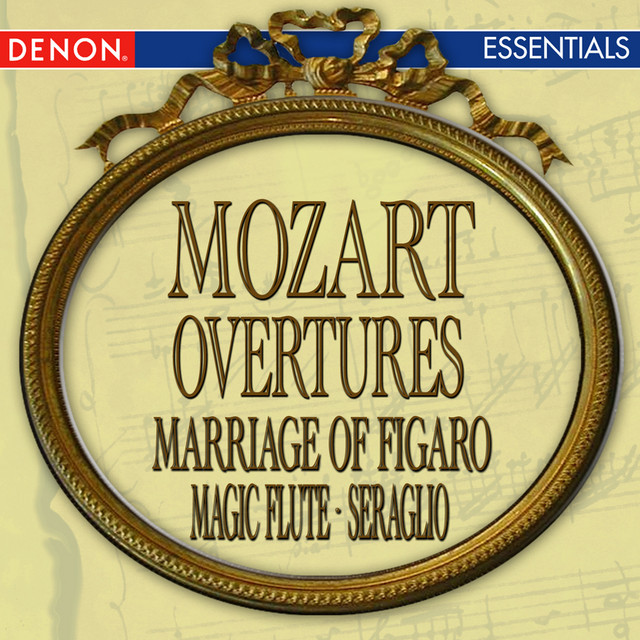 DENON® ESSENTIALS
MOZART
OVERTURES
MARRIAGE OF FIGARO
MAGIC FLUTE · SERAGLIO